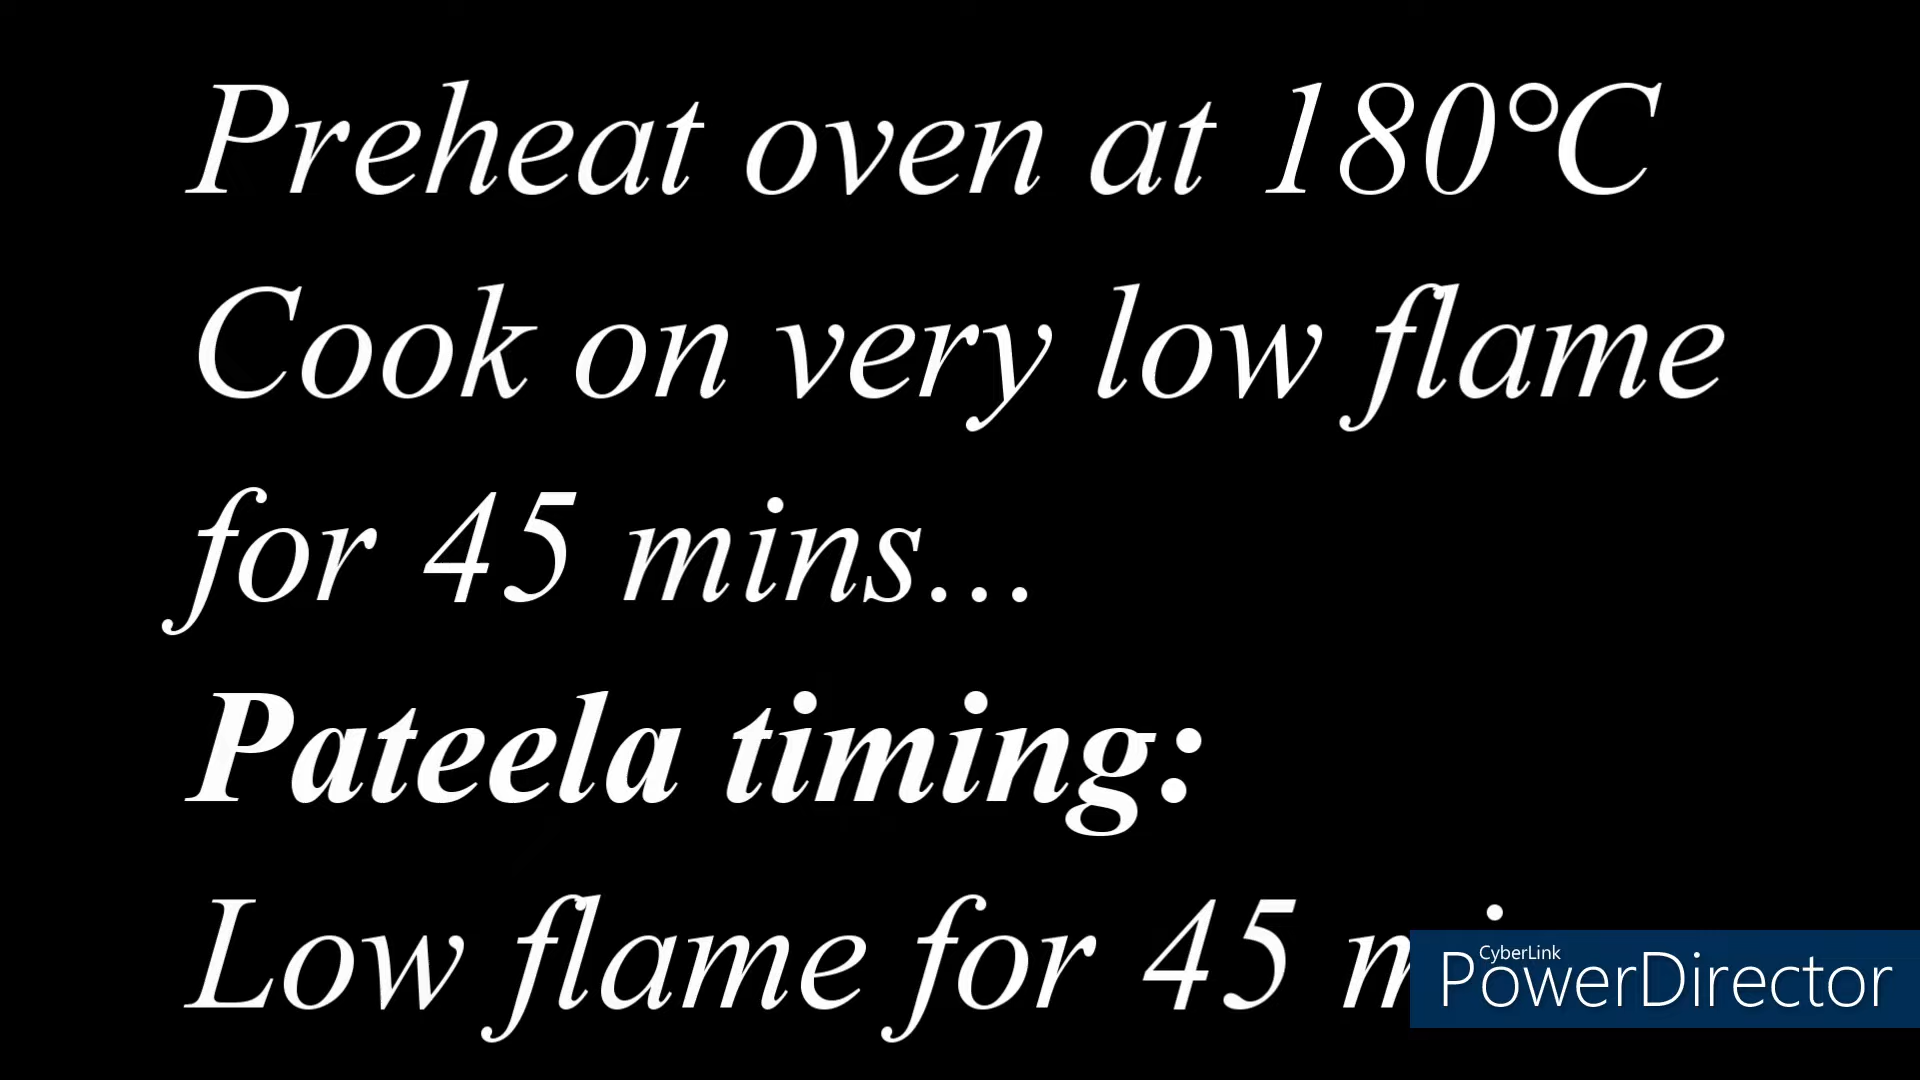 Preheat oven at 180°C
Cook on very low flame
for 45 mins...
Pateela timing:
Low flame for 45
CyberLink
PowerDirector